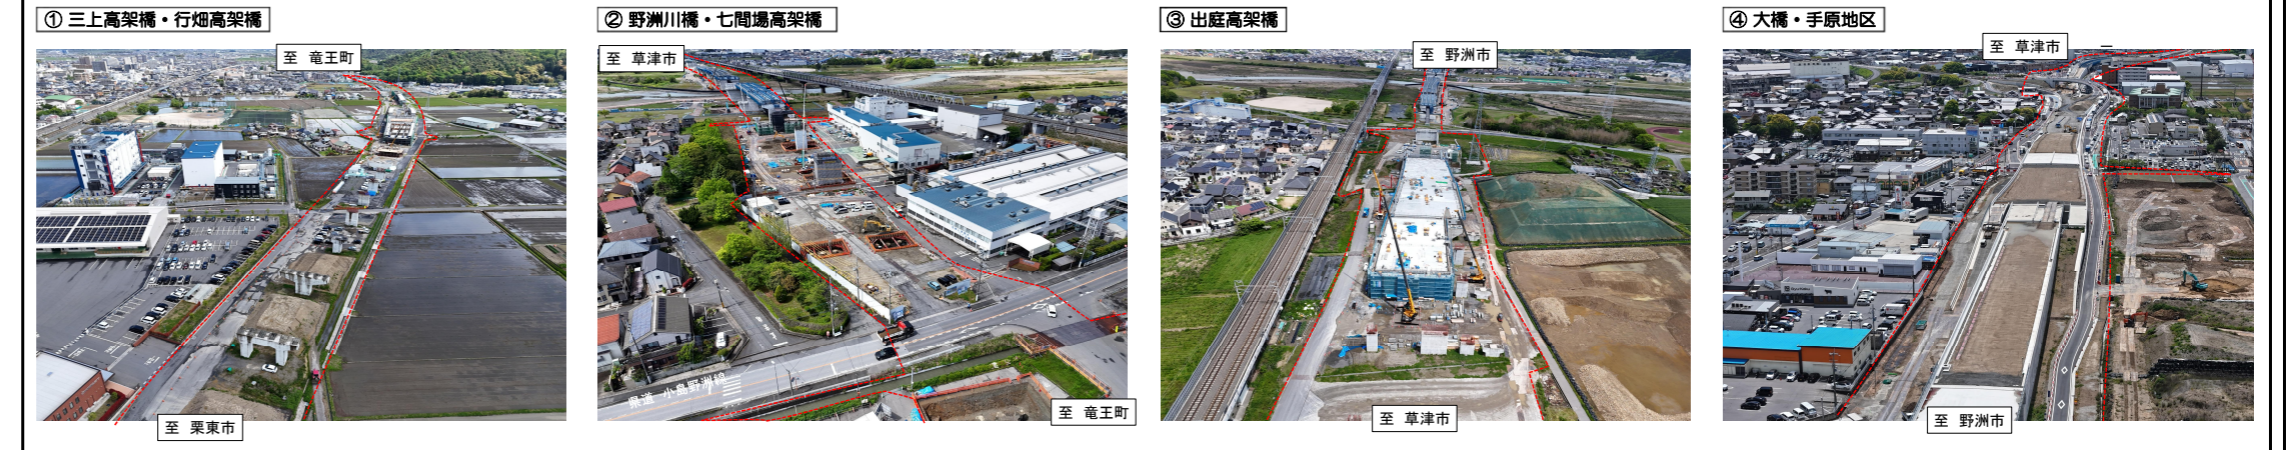 ① 三上高架橋・行畑高架橋
至 竜王町
至 栗東市
② 野洲川橋・七間場高架橋
至 草津市
県道 小島野洲線
至 竜王町
③ 出庭高架橋
至 野洲市
至 草津市
④ 大橋・手原地区
至 草津市
至 野洲市